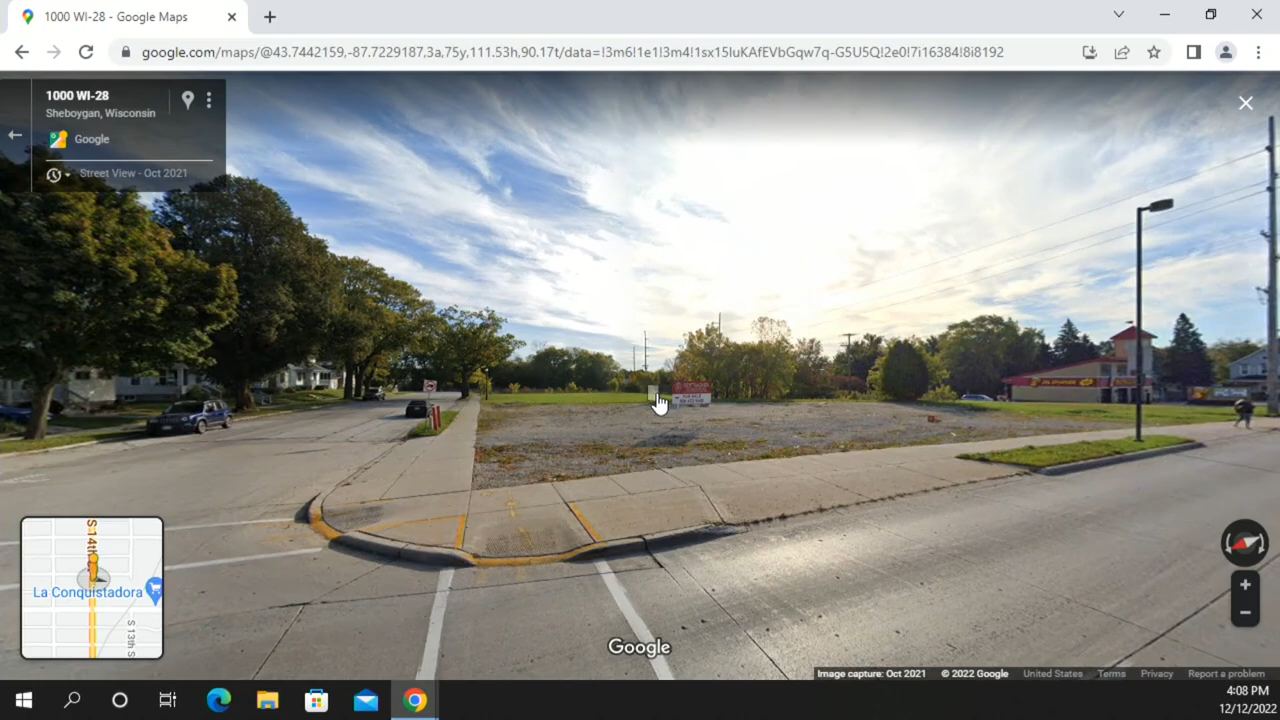 1000 WI-28 - Google Maps
google.com/maps/@43.7442159,-87.7229187,3a,75y,111.53h,90.17t/data=!3m6!1e1!3m4!1sx15IuKAfEVbGqw7q-G5U5Q!2e0!7i16384!8i8192
1000 WI-28
Sheboygan, Wisconsin
Google
Street View - Oct 2021
FOR SALE
S 14th
La Conquistadora
S 13th S
Google
Image capture: Oct 2021
© 2022 Google
United States
Terms
Privacy
Report a problem
4:08 PM
12/12/2022